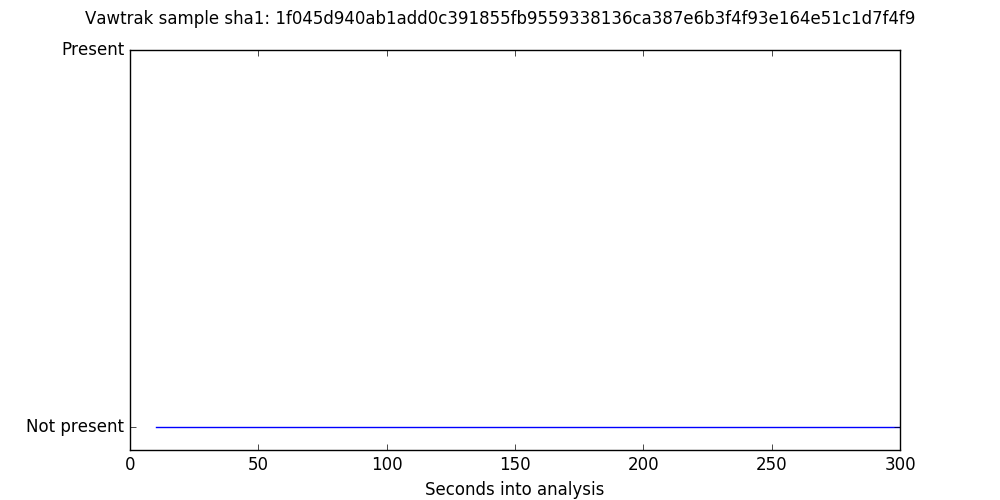 Vawtrak sample sha1: 1f045d940ab1add0c391855fb9559338136ca387e6b3f4f93e164e51c1d7f4f9
Present
Not present
0 50 100 150 200 250 300
Seconds into analysis